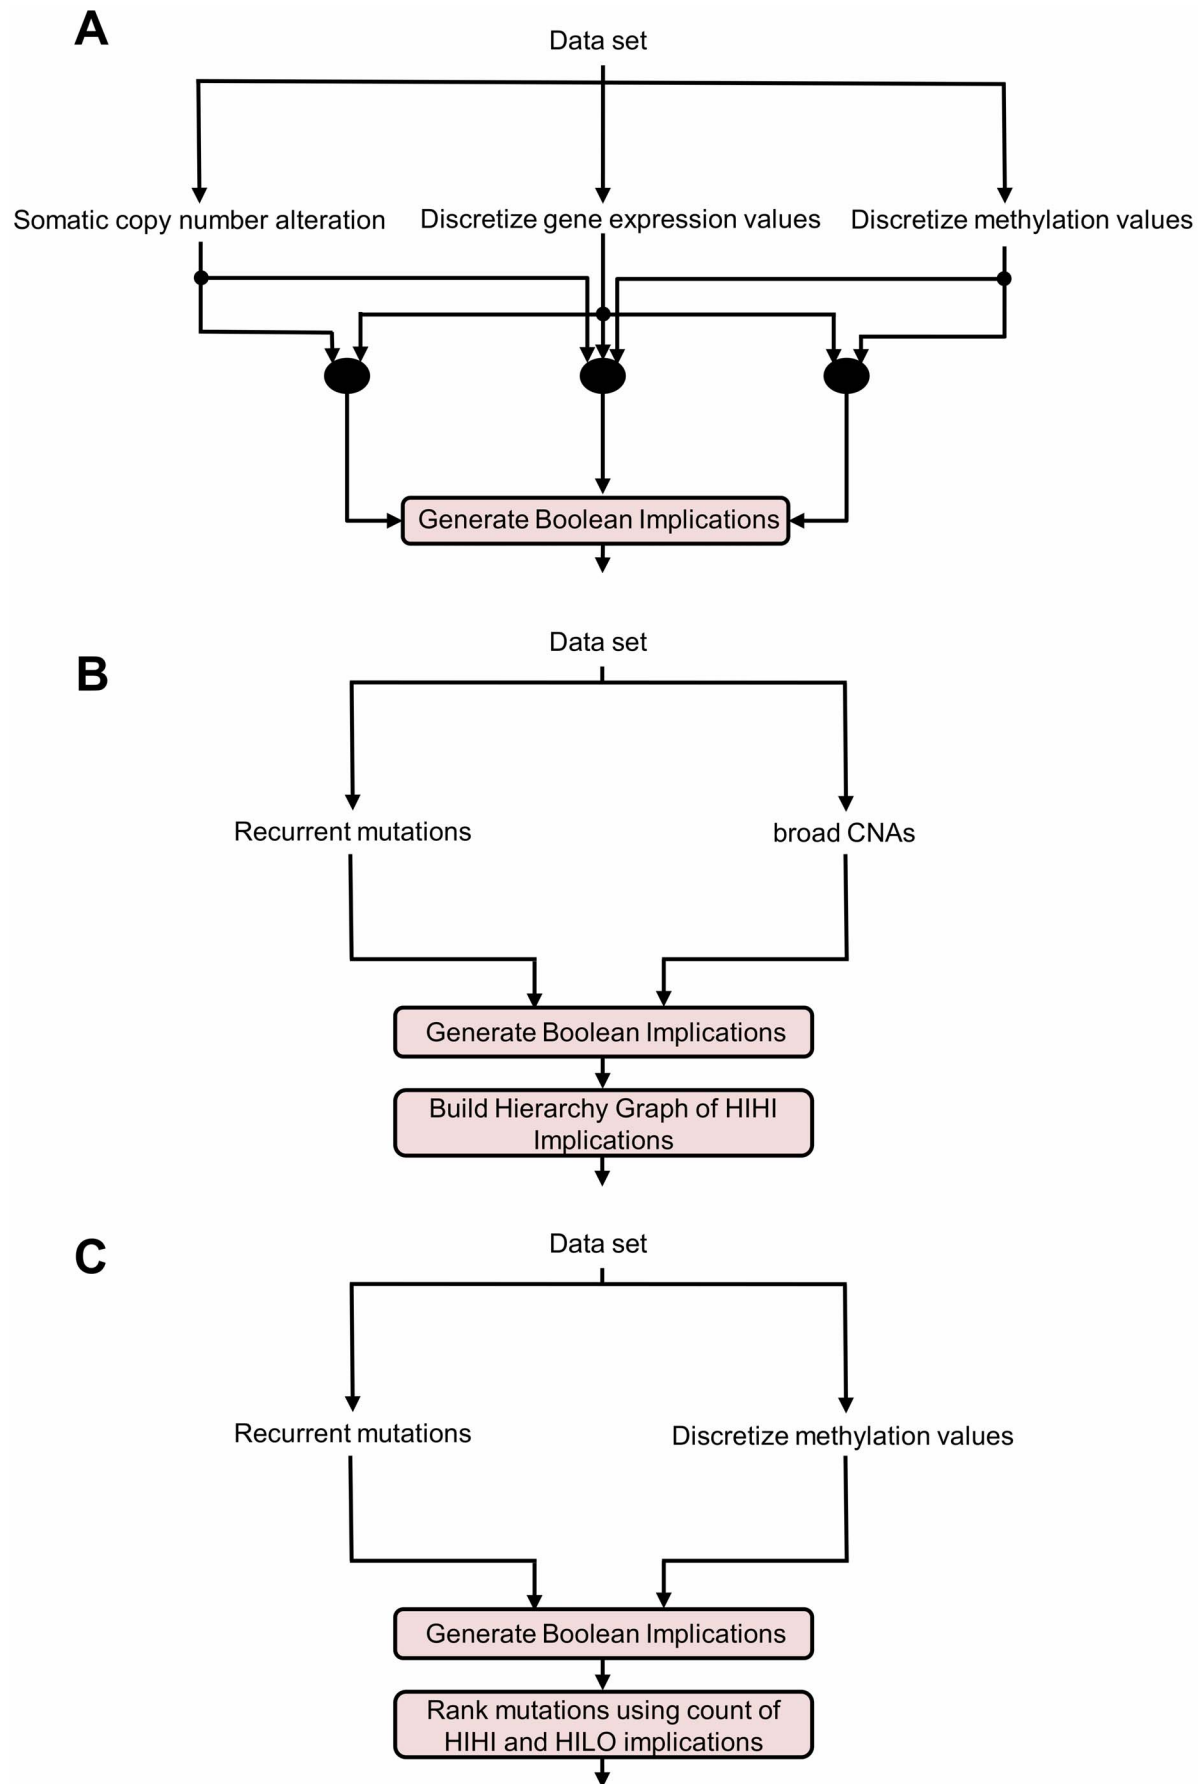 A
Data set
Somatic copy number alteration
Discretize gene expression values
Discretize methylation values
Generate Boolean Implications
B
Data set
Recurrent mutations
broad CNAs
Generate Boolean Implications
Build Hierarchy Graph of HIHI
Implications
C
Data set
Recurrent mutations
Discretize methylation values
Generate Boolean Implications
Rank mutations using count of
HIHI and HILO implications